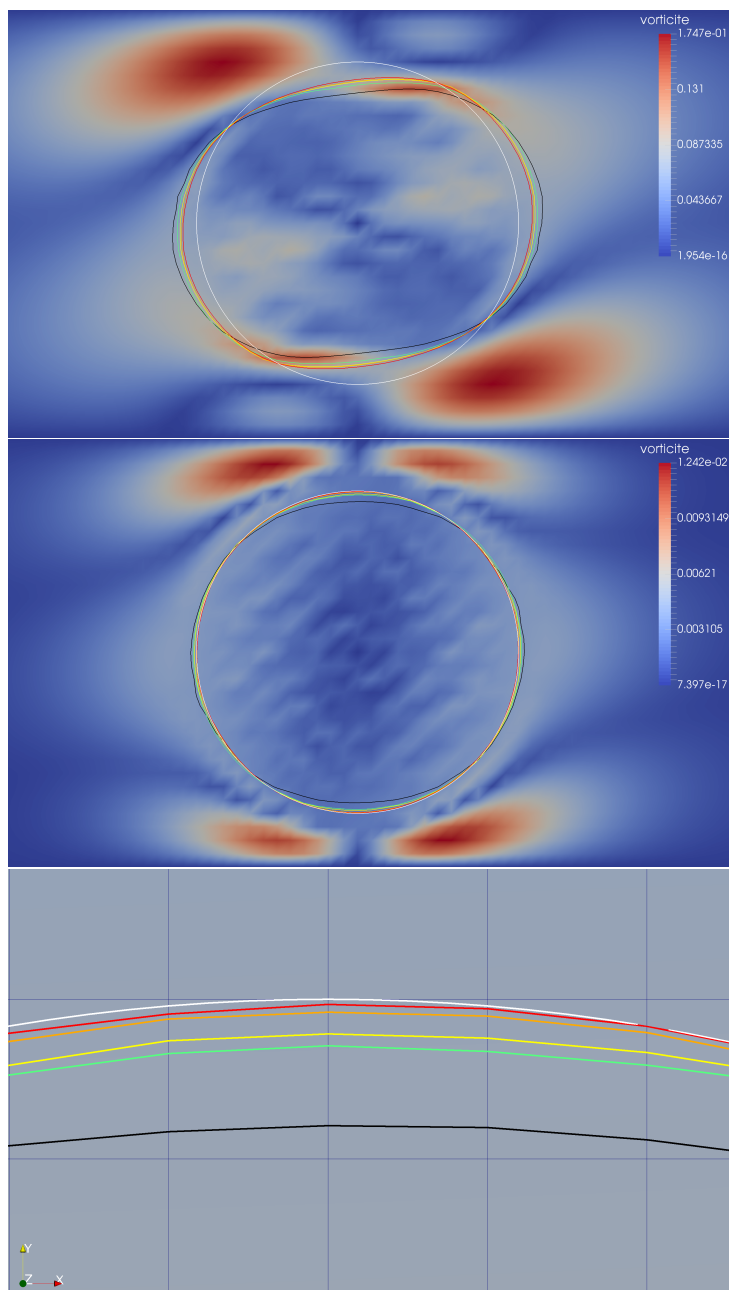 vorticite
1.747e-01
0.131
0.087335
0.043667
1.954e-16
vorticite
1.242e-02
0.0093149
0.00621
0.003105
7.397e-17
Y
Z X